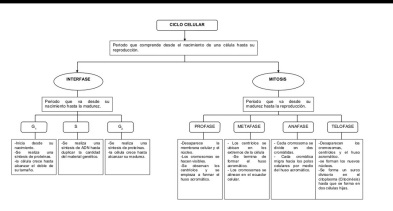 CICLO CELULAR
Periodo que comprende desde el nacimiento de una célula hasta su
reproducción.
INTERFASE
MITOSIS
Periodo que va desde su
nacimiento hasta la madurez.
Periodo que va desde su
madurez hasta la reproducción.
G
S
G
PROFASE
METAFASE
ANAFASE
TELOFASE
-Inicia desde su
nacimiento.
-Se realiza una
síntesis de proteínas.
-la célula crece hasta
alcanzar el doble de
su tamaño.
-Se realiza una
síntesis de ADN hasta
duplicar la cantidad
del material genético.
-Se realiza una
síntesis de proteínas.
-la célula crece hasta
alcanzar su madurez.
-Desaparece la
membrana celular y el
núcleo.
-Los cromosomas se
hacen visibles.
-Se observan los
centriolos y se
empieza a formar el
huso acromático.
- Los centriolos se
ubican en los
extremos de la célula.
-Se termina de
formar el huso
acromático.
- Los cromosomas se
ubican en el ecuador
celular.
- Cada cromosoma se
divide en dos
cromátidas.
- Cada cromátida
migra hacia los polos
celulares por medio
del huso acromático.
-Desaparecen los
cromosomas,
centriolos y el huso
acromático.
-se forman los nuevos
núcleos.
-Se forma un surco
divisorio en el
citoplasma (Citocinesis)
hasta que se forman en
dos células hijas.